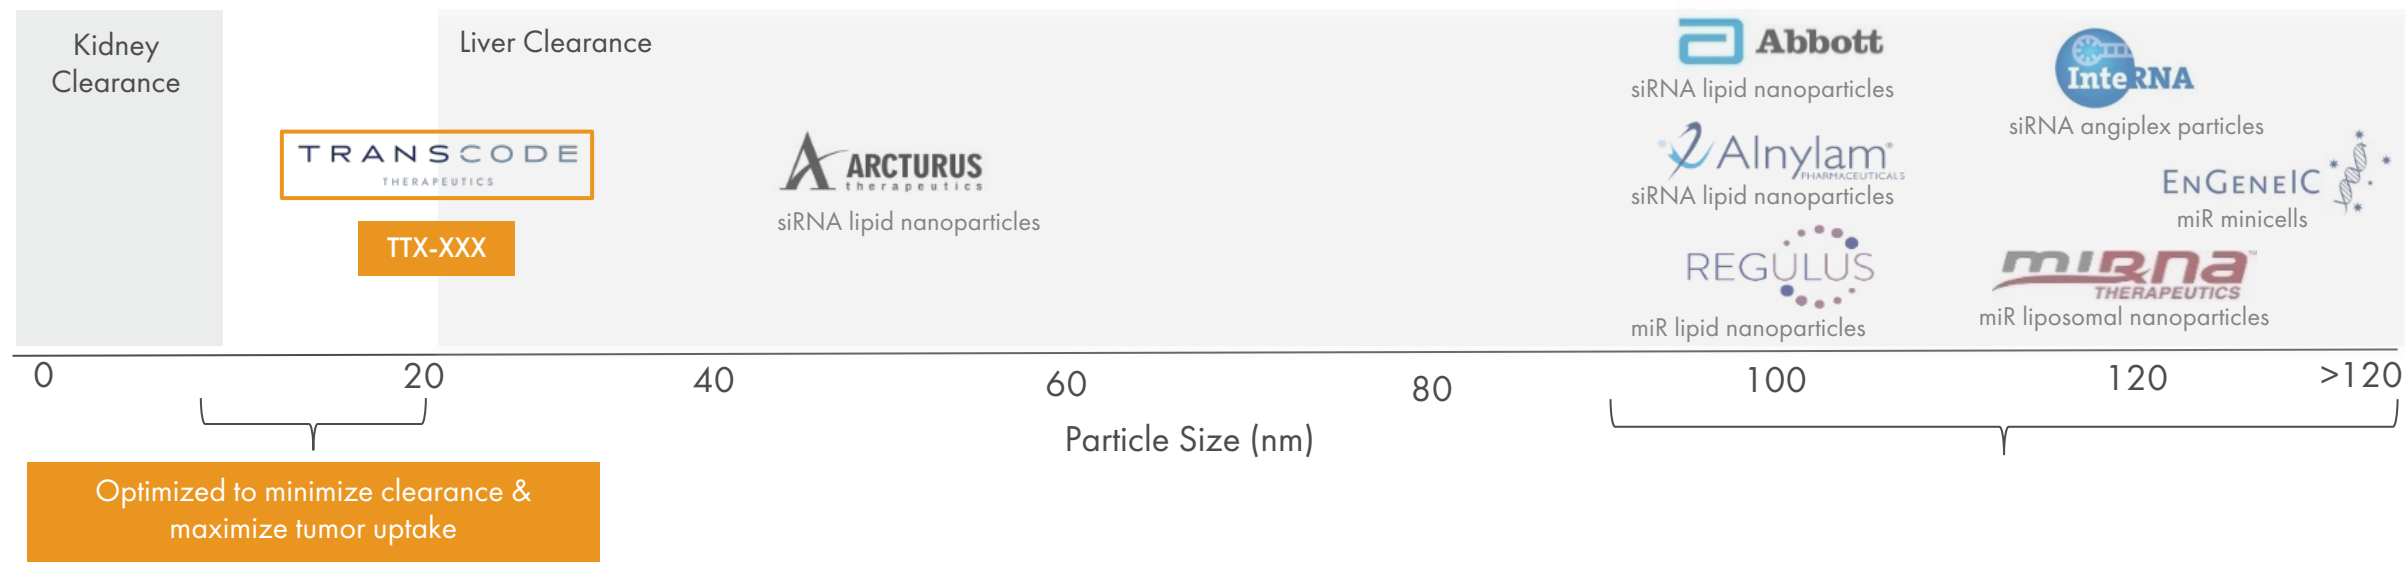 Kidney
Clearance
Liver Clearance
TRANSCODE
THERAPEUTICS
TTX-XXX
ARCTURUS
therapeutics
siRNA lipid nanoparticles
Abbott
siRNA lipid nanoparticles
Alnylam
PHARMACEUTICALS
siRNA lipid nanoparticles
REGULUS
miR lipid nanoparticles
InteRNA
siRNA angiplex particles
ENGENEIC
miR minicells
miRna™
THERAPEUTICS
miR liposomal nanoparticles
0 20 40 60 80 100 120 >120
Particle Size (nm)
Optimized to minimize clearance &
maximize tumor uptake